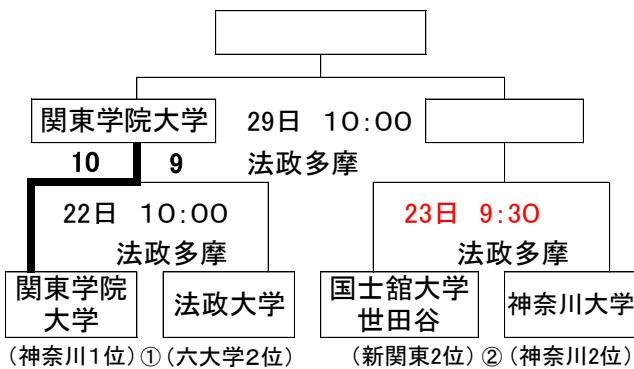 関東学院大学 29日 10:00
10 9 法政多摩
22日 10:00 23日 9:30
法政多摩 法政多摩
関東学院
大学
法政大学
国士舘大学
世田谷
神奈川大学
(神奈川1位)①(六大学2位) (新関東2位)②(神奈川2位)